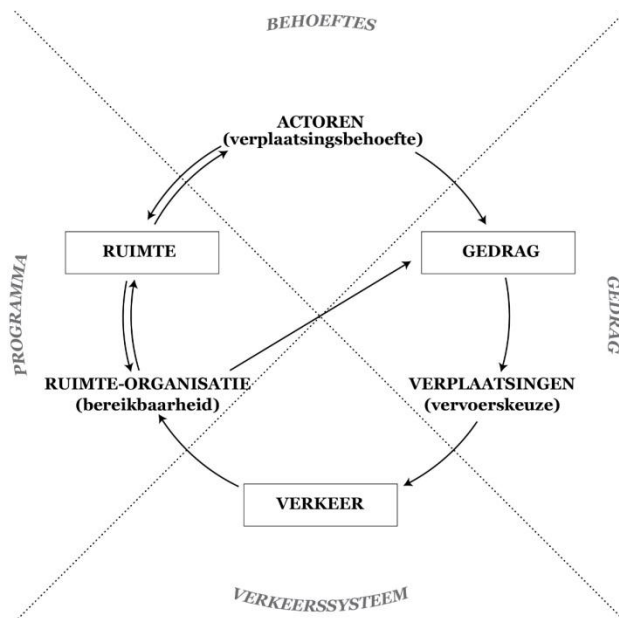 BEHOEFTES
ACTOREN
(verplaatsingsbehoefte)
RUIMTE
GEDRAG
PROGRAMMA
GEDRAG
RUIMTE-ORGANISATIE
(bereikbaarheid)
VERPLAATSINGEN
(vervoerskeuze)
VERKEER
VERKEERSSYSTEEM